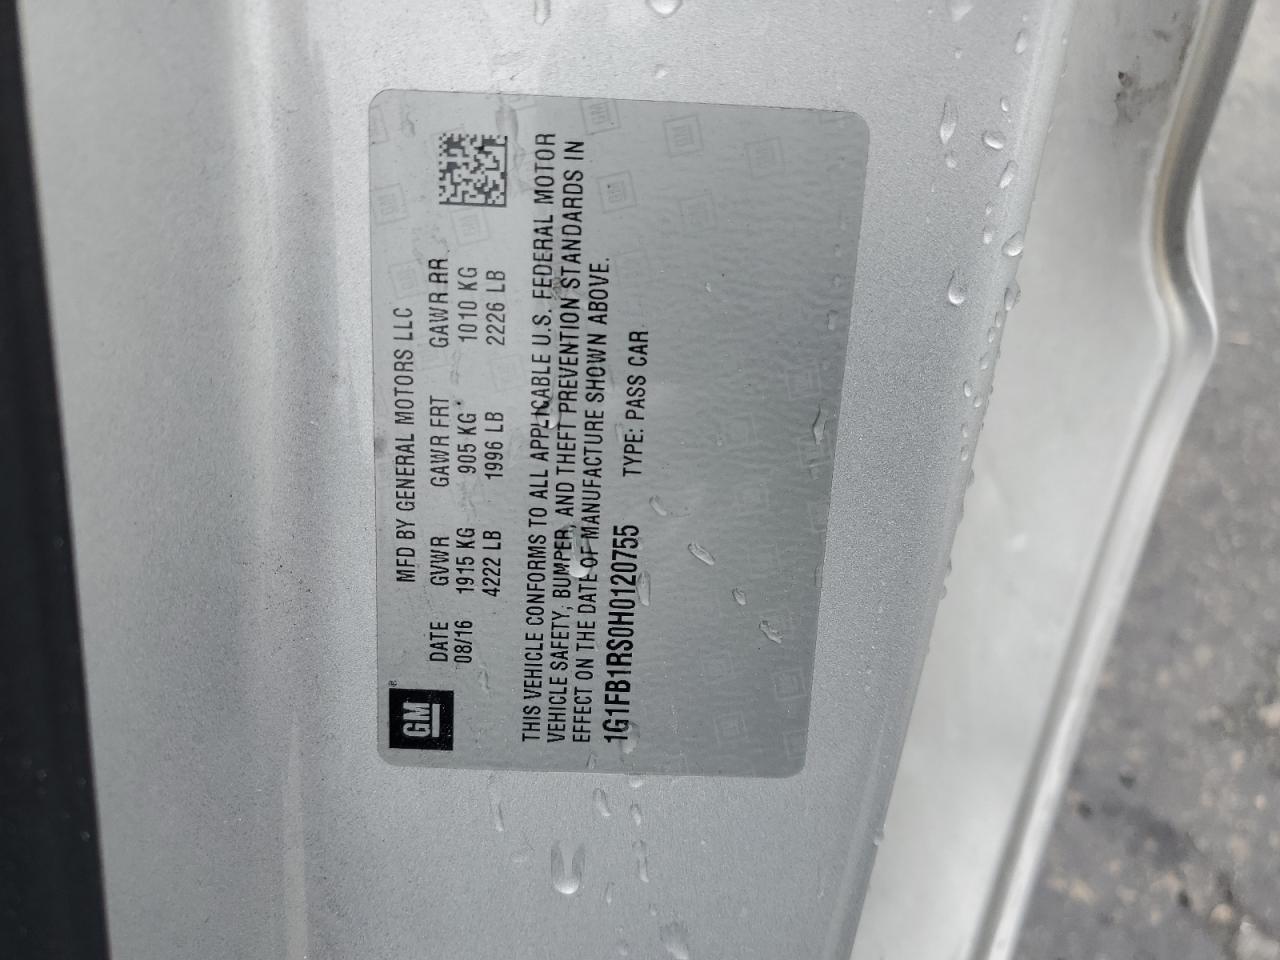 MFD BY GENERAL MOTORS LLC
GM®
DATE GVWR GAWR FRT GAWR RR
08/16 1915 KG 905 KG 1010 KG
4222 LB 1996 LB 2226 LB
THIS VEHICLE CONFORMS TO ALL APPLICABLE U.S. FEDERAL MOTOR
VEHICLE SAFETY, BUMPER, AND THEFT PREVENTION STANDARDS IN
EFFECT ON THE DATE OF MANUFACTURE SHOWN ABOVE.
1G1FB1RS0H0120755 TYPE: PASS CAR